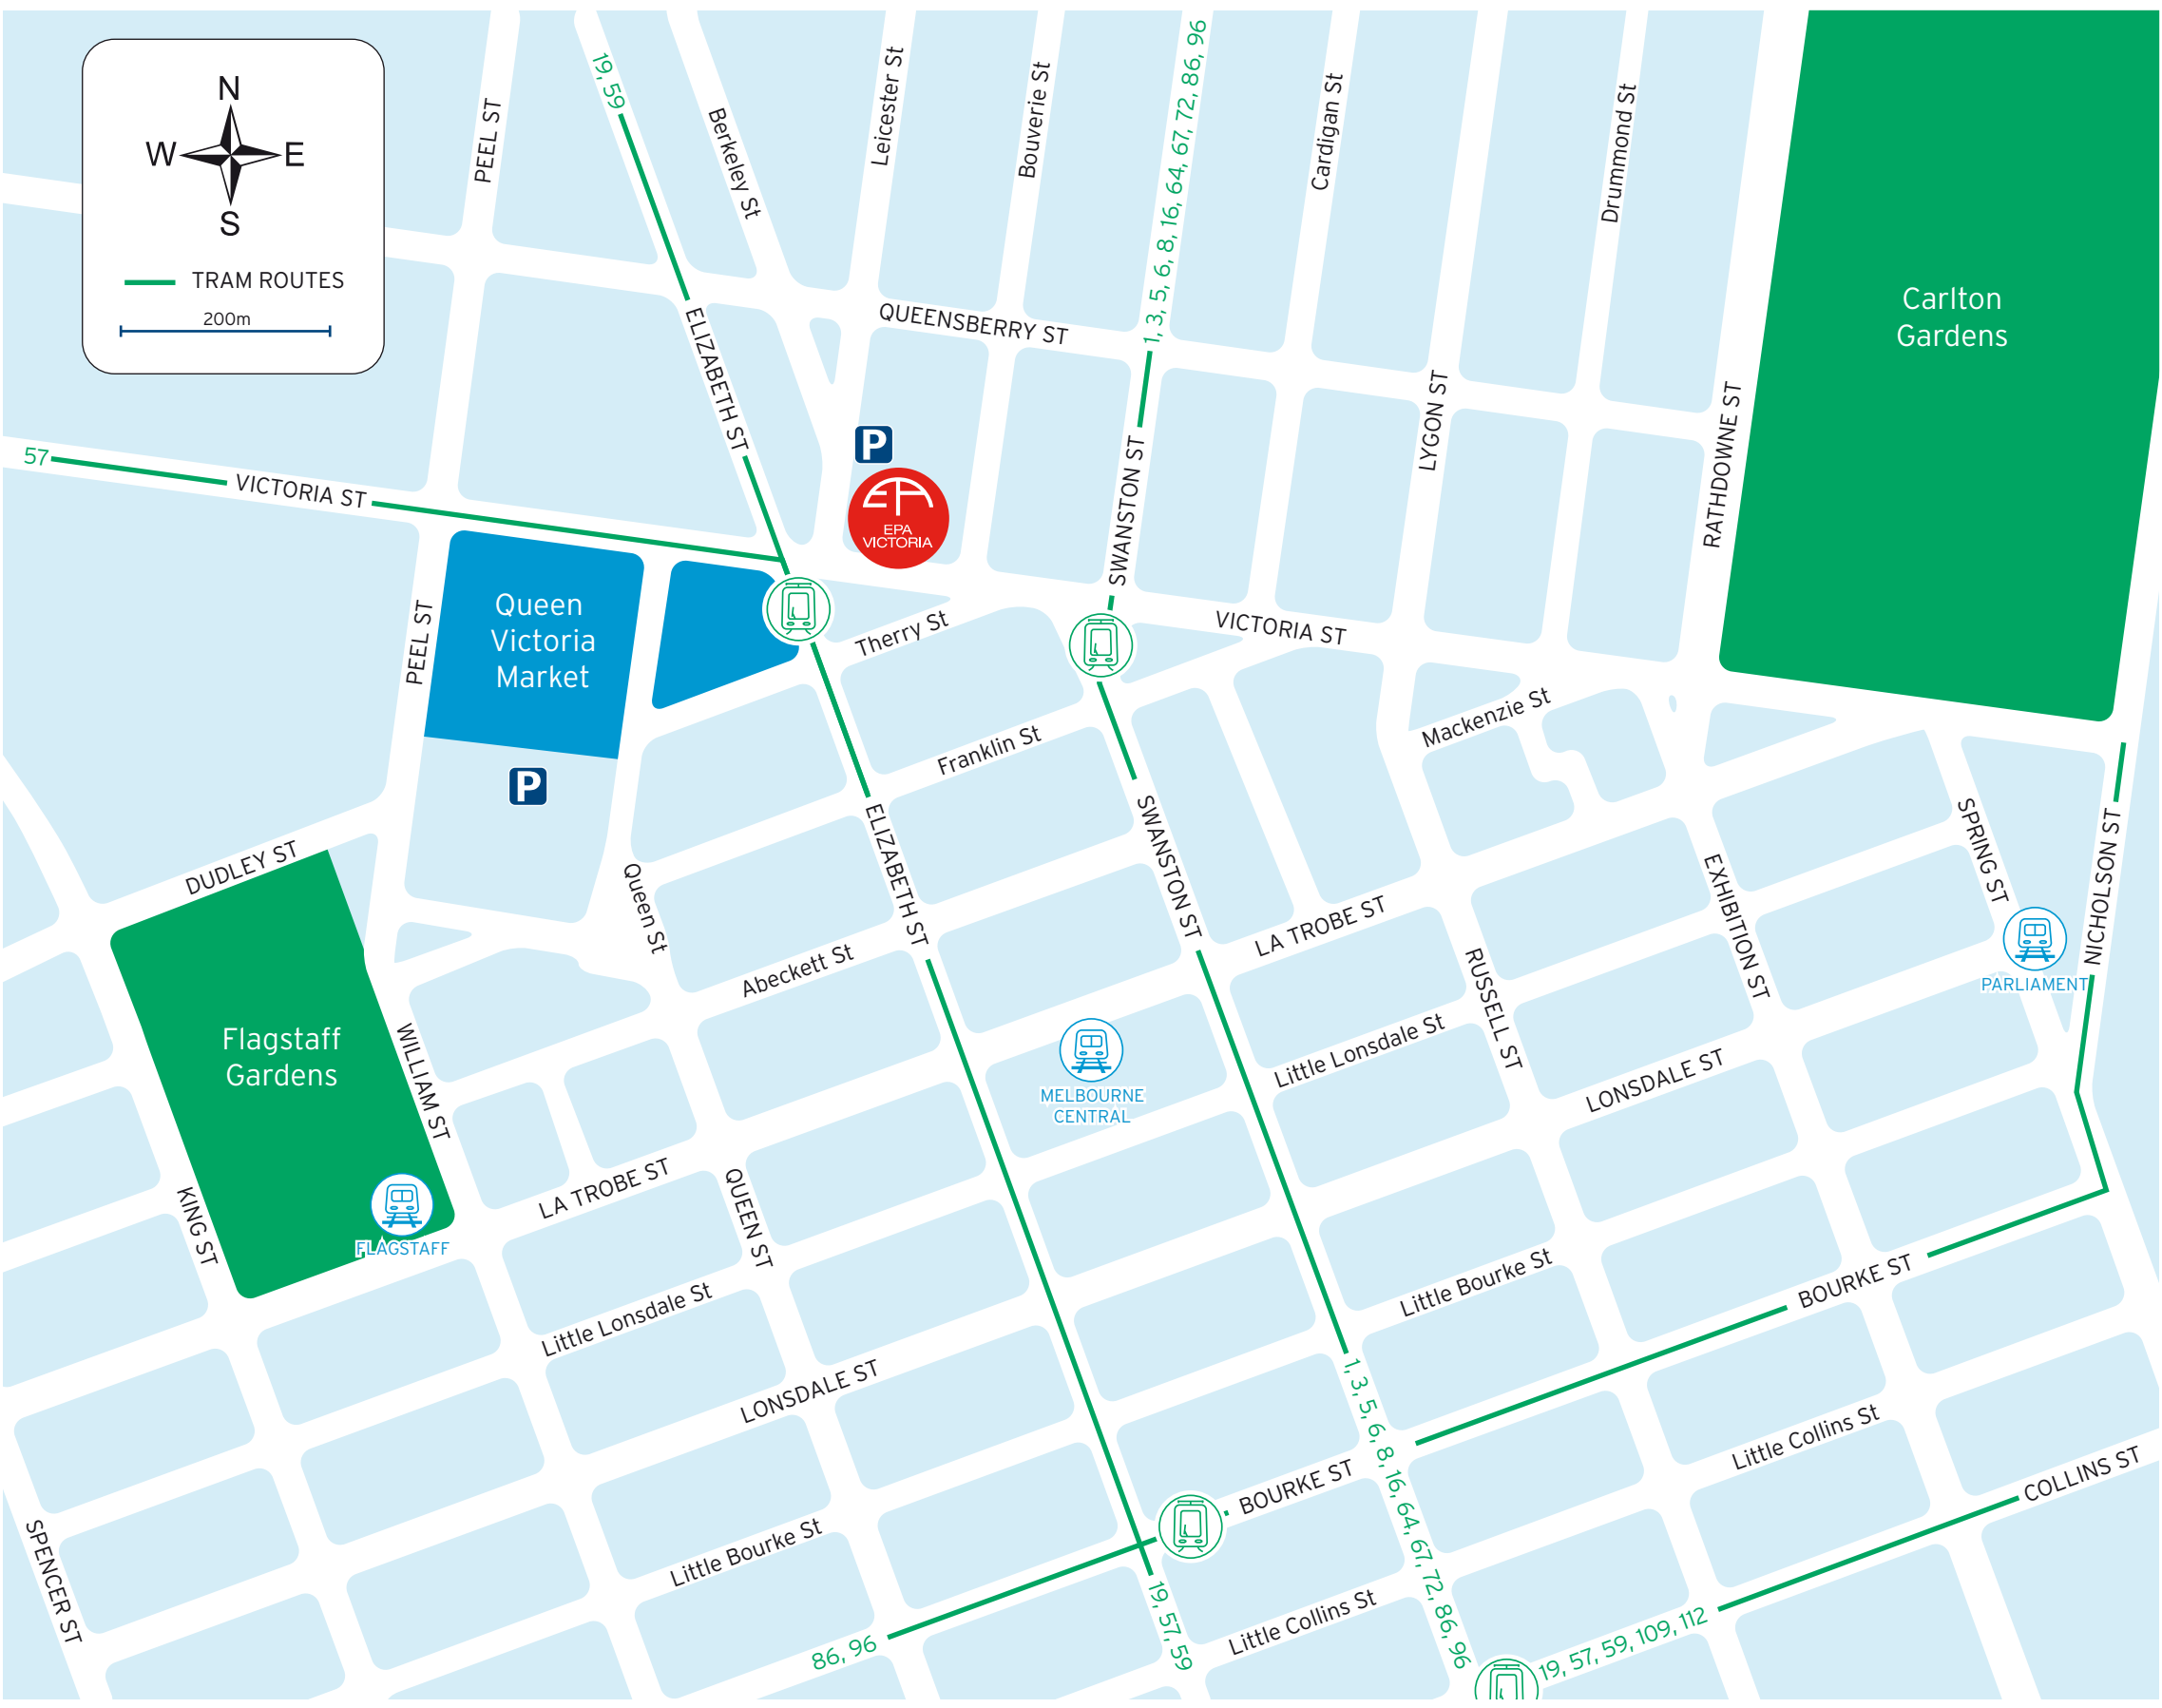 N
W E
S
TRAM ROUTES
200m
PEEL ST
19, 59
Berkeley St
Leicester St
Bouverie St
1, 3, 5, 6, 8, 16, 64, 67, 72, 86, 96
Cardigan St
Drummond St
Carlton
Gardens
QUEENSBERRY ST
ELIZABETH ST
LYGON ST
RATHDOWNE ST
P
57
VICTORIA ST
SWANSTON ST
EPA
VICTORIA
Queen
Victoria
Market
PEEL ST
Therry St
VICTORIA ST
Mackenzie St
Franklin St
P
ELIZABETH ST
SWANSTON ST
SPRING ST
NICHOLSON ST
DUDLEY ST
Queen St
EXHIBITION ST
LA TROBE ST
Abeckett St
RUSSELL ST
PARLIAMENT
Flagstaff
Gardens
WILLIAM ST
Little Lonsdale St
MELBOURNE
CENTRAL
LONSDALE ST
KING ST
FLAGSTAFF
LA TROBE ST
QUEEN ST
Little Bourke St
BOURKE ST
Little Lonsdale St
LONSDALE ST
1, 3, 5, 6, 8, 16, 64, 67, 72, 86, 96
Little Collins St
COLLINS ST
BOURKE ST
SPENCER ST
Little Bourke St
19, 57, 59
Little Collins St
86, 96
19, 57, 59, 109, 112